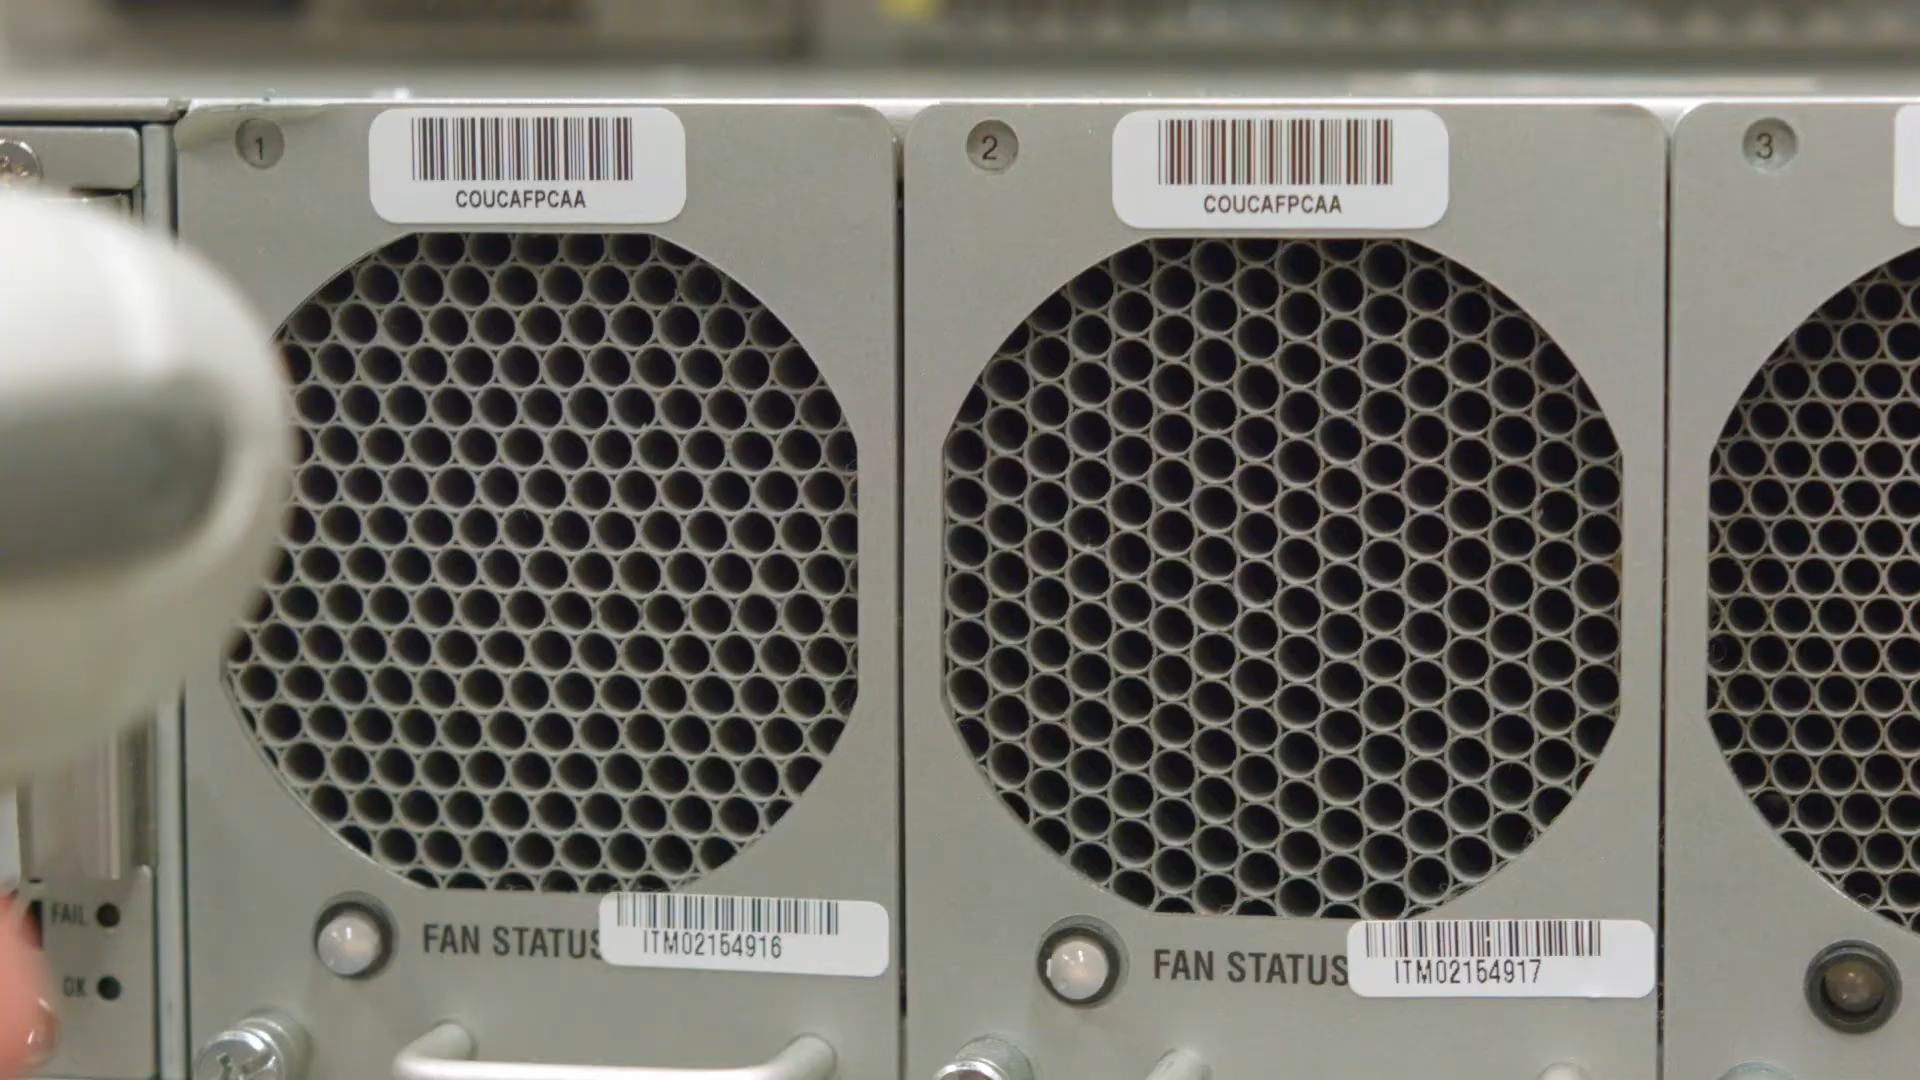 1
COUCAFPCAA
2
COUCAFPCAA
3
FAIL
OK
FAN STATUS
ITM02154916
FAN STATUS
ITM02154917